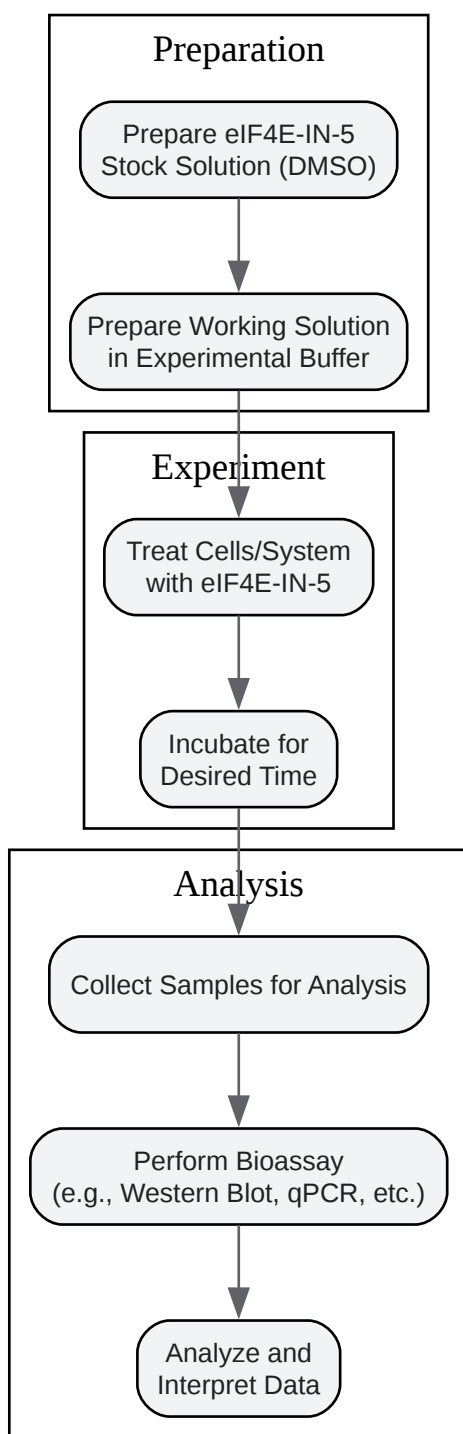 Preparation
Prepare eIF4E-IN-5
Stock Solution (DMSO)
Prepare Working Solution
in Experimental Buffer
Experiment
Treat Cells/System
with eIF4E-IN-5
Incubate for
Desired Time
Analysis
Collect Samples for Analysis
Perform Bioassay
(e.g., Western Blot, qPCR, etc.)
Analyze and
Interpret Data